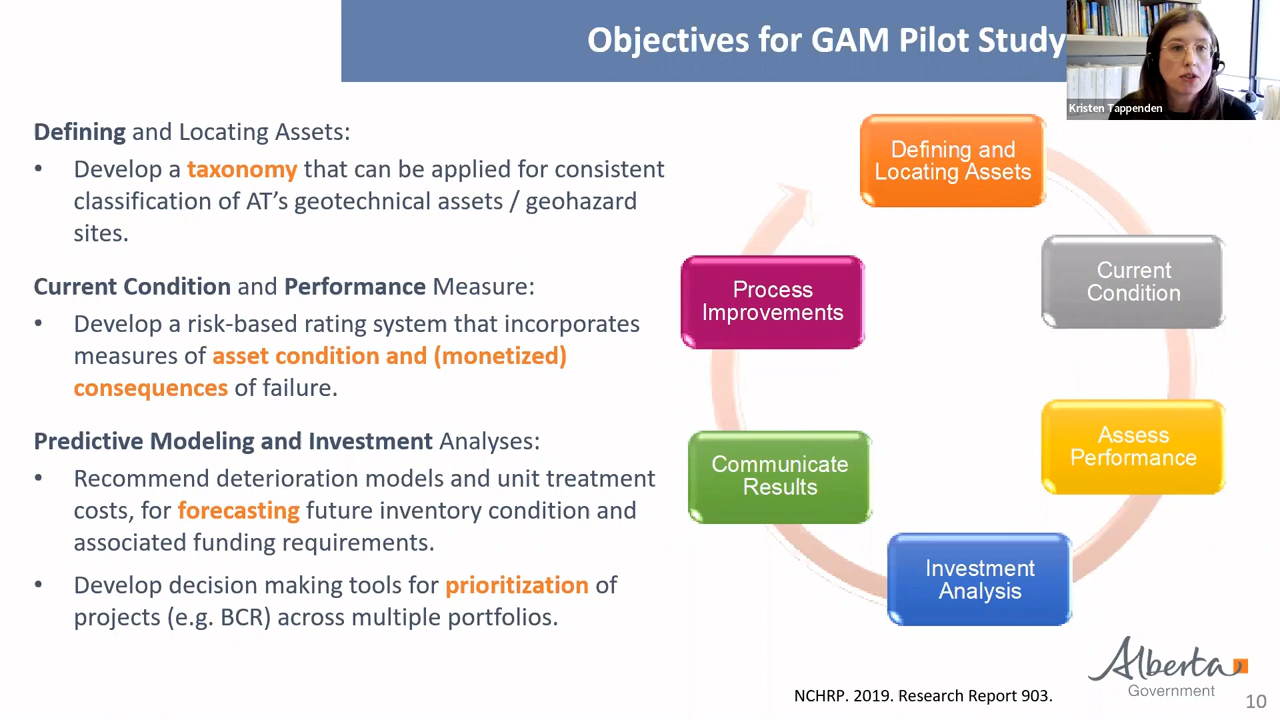 Objectives for GAM Pilot Study
Kristen Tappenden
Defining and Locating Assets:
• Develop a taxonomy that can be applied for consistent
classification of AT's geotechnical assets / geohazard
sites.
Current Condition and Performance Measure:
• Develop a risk-based rating system that incorporates
measures of asset condition and (monetized)
consequences of failure.
Predictive Modeling and Investment Analyses:
• Recommend deterioration models and unit treatment
costs, for forecasting future inventory condition and
associated funding requirements.
• Develop decision making tools for prioritization of
projects (e.g. BCR) across multiple portfolios.
Defining and
Locating Assets
Current
Condition
Assess
Performance
Investment
Analysis
Communicate
Results
Process
Improvements
NCHRP. 2019. Research Report 903.
Alberta
Government
10